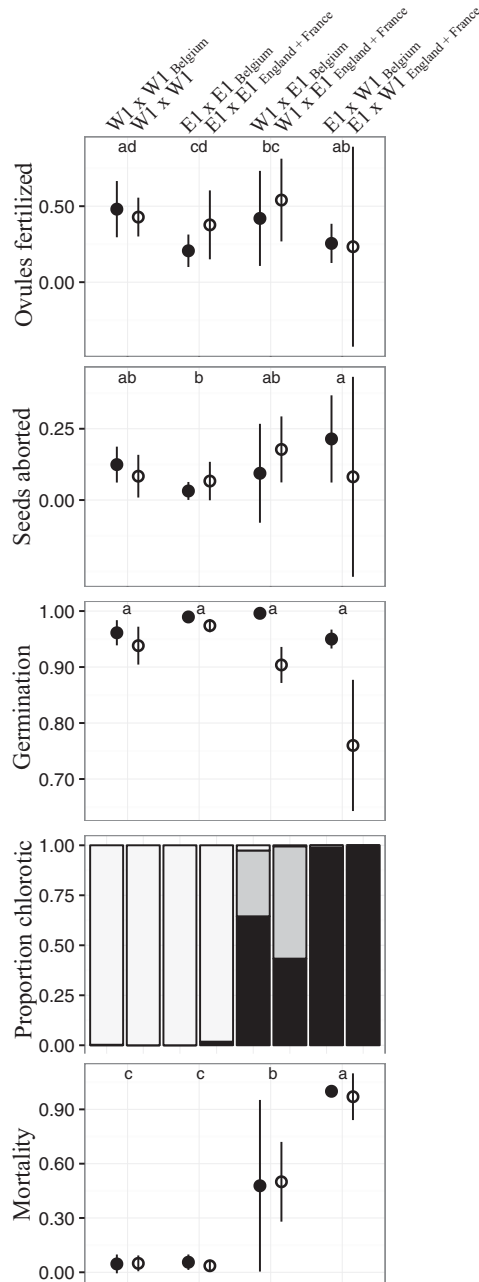 W1 x W1 Belgium
W1 x W1
E1 x E1 Belgium
E1 x E1 England + France
W1 x E1 Belgium
W1 x E1 England + France
E1 x W1 Belgium
E1 x W1 England + France
Ovules fertilized
ad cd bc ab
0.50
0.00
Seeds aborted
ab b ab a
0.25
0.00
Germination
a a a a
1.00
0.90
0.80
0.70
Proportion chlorotic
1.00
0.75
0.50
0.25
0.00
Mortality
c c b a
0.90
0.60
0.30
0.00